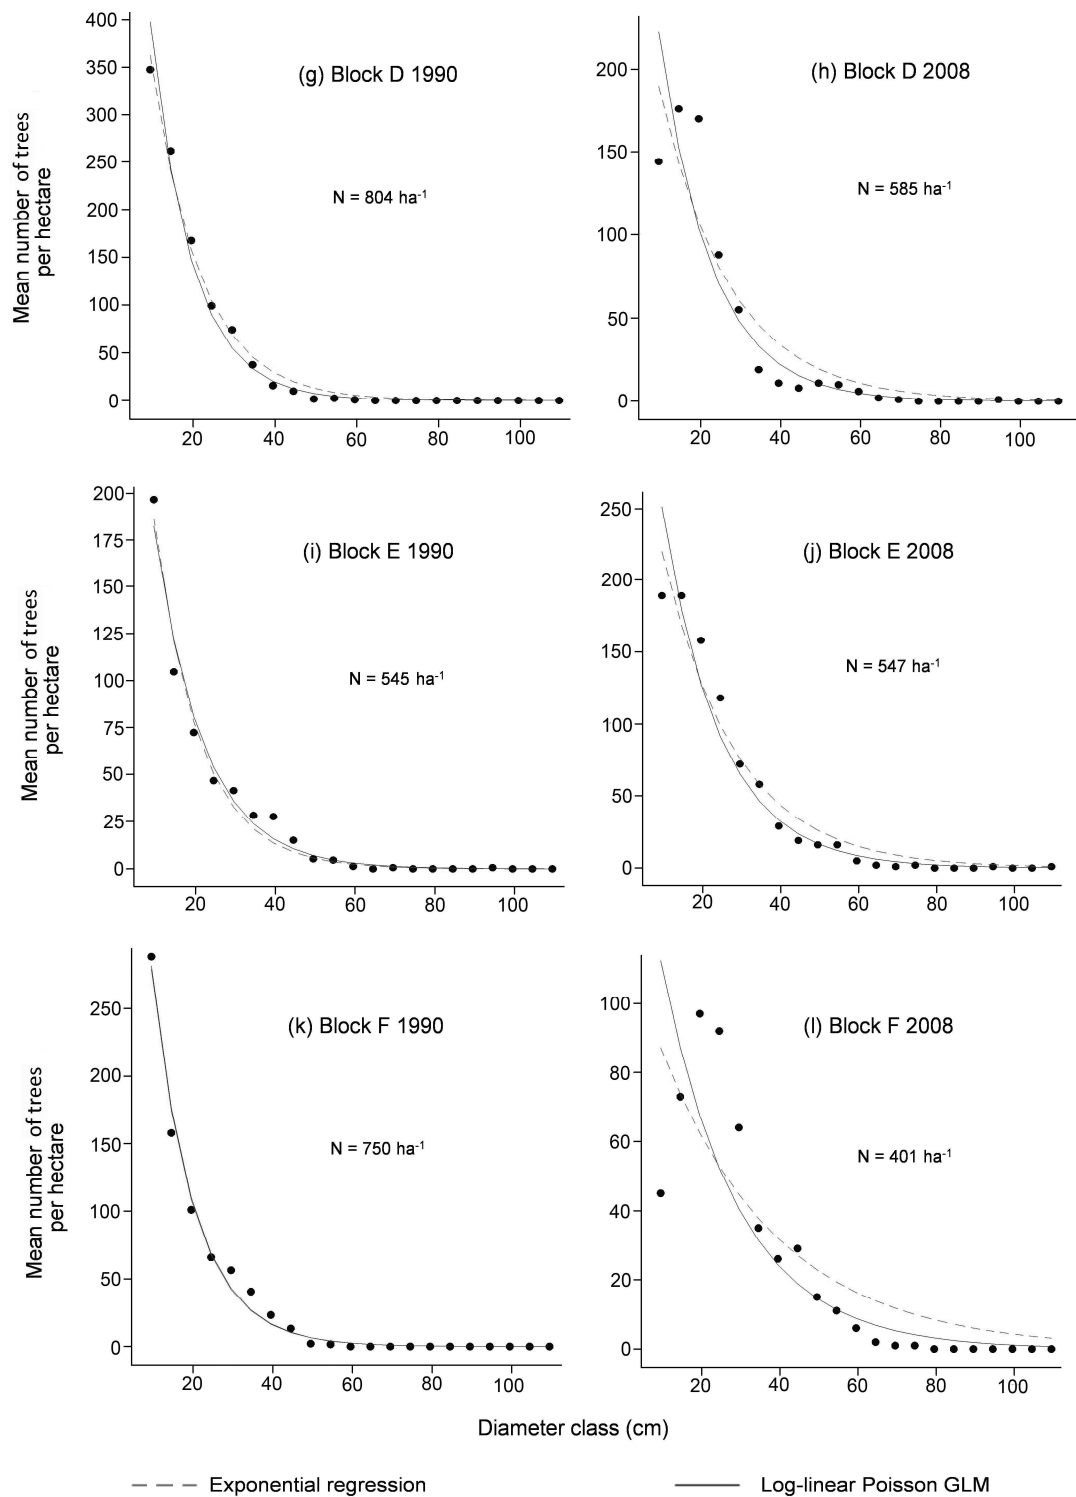 (g) Block D 1990
N = 804 ha⁻¹
Mean number of trees
per hectare
400
350
300
250
200
150
100
50
0
20 40 60 80 100
(h) Block D 2008
N = 585 ha⁻¹
200
150
100
50
0
20 40 60 80 100
(i) Block E 1990
N = 545 ha⁻¹
Mean number of trees
per hectare
200
175
150
125
100
75
50
25
0
20 40 60 80 100
(j) Block E 2008
N = 547 ha⁻¹
250
200
150
100
50
0
20 40 60 80 100
(k) Block F 1990
N = 750 ha⁻¹
Mean number of trees
per hectare
250
200
150
100
50
0
20 40 60 80 100
(l) Block F 2008
N = 401 ha⁻¹
100
80
60
40
20
0
20 40 60 80 100
Diameter class (cm)
Exponential regression
Log-linear Poisson GLM